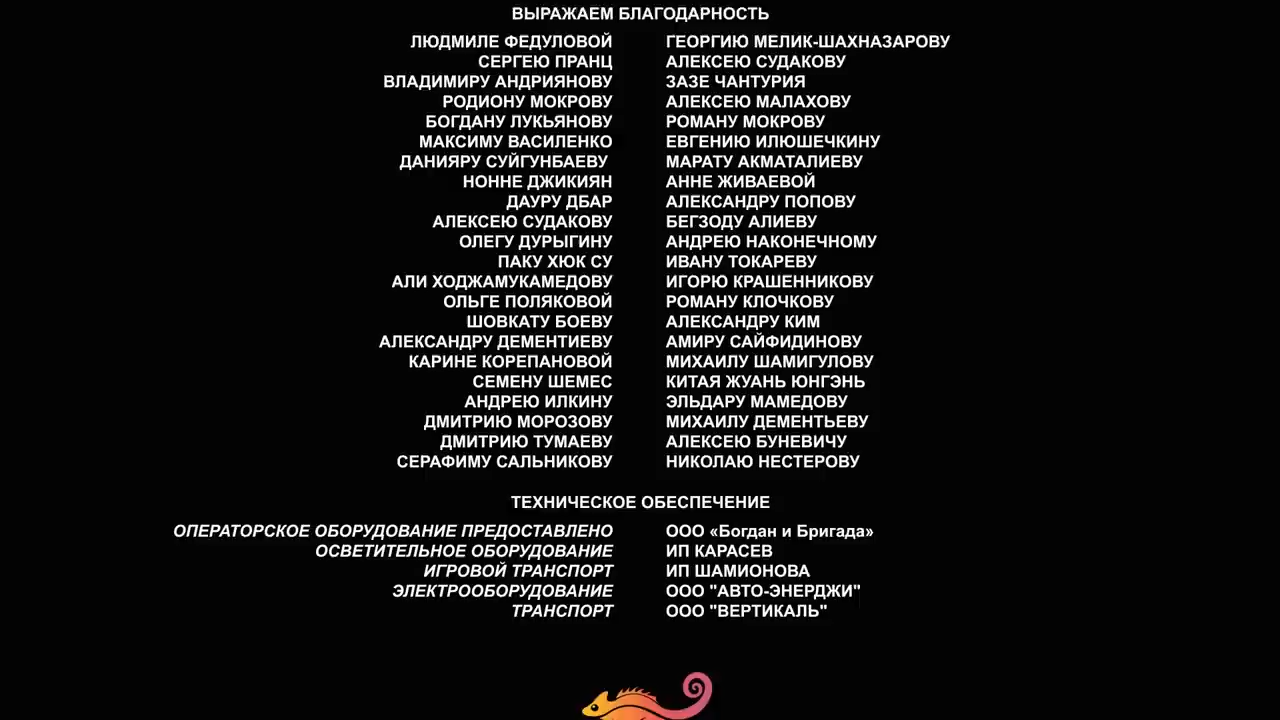 ВЫРАЖАЕМ БЛАГОДАРНОСТЬ
ЛЮДМИЛЕ ФЕДУЛОВОЙ ГЕОРГИЮ МЕЛИК-ШАХНАЗАРОВУ
СЕРГЕЮ ПРАНЦ АЛЕКСЕЮ СУДАКОВУ
ВЛАДИМИРУ АНДРИЯНОВУ ЗАЗЕ ЧАНТУРИЯ
РОДИОНУ МОКРОВУ АЛЕКСЕЮ МАЛАХОВУ
БОГДАНУ ЛУКЬЯНОВУ РОМАНУ МОКРОВУ
МАКСИМУ ВАСИЛЕНКО ЕВГЕНИЮ ИЛЮШЕЧКИНУ
ДАНИЯРУ СУЙГУНБАЕВУ МАРАТУ АКМАТАЛИЕВУ
НОННЕ ДЖИКИЯН АННЕ ЖИВАЕВОЙ
ДАУРУ ДБАР АЛЕКСАНДРУ ПОПОВУ
АЛЕКСЕЮ СУДАКОВУ БЕГЗОДУ АЛИЕВУ
ОЛЕГУ ДУРЫГИНУ АНДРЕЮ НАКОНЕЧНОМУ
ПАКУ ХЮК СУ ИВАНУ ТОКАРЕВУ
АЛИ ХОДЖАМУКАМЕДОВУ ИГОРЮ КРАШЕННИКОВУ
ОЛЬГЕ ПОЛЯКОВОЙ РОМАНУ КЛОЧКОВУ
ШОВКАТУ БОЕВУ АЛЕКСАНДРУ КИМ
АЛЕКСАНДРУ ДЕМЕНТИЕВУ АМИРУ САЙФИДИНОВУ
КАРИНЕ КОРЕПАНОВОЙ МИХАИЛУ ШАМИГУЛОВУ
СЕМЕНУ ШЕМЕС КИТАЯ ЖУАНЬ ЮНГЭНЬ
АНДРЕЮ ИЛКИНУ ЭЛЬДАРУ МАМЕДОВУ
ДМИТРИЮ МОРОЗОВУ МИХАИЛУ ДЕМЕНТЬЕВУ
ДМИТРИЮ ТУМАЕВУ АЛЕКСЕЮ БУНЕВИЧУ
СЕРАФИМУ САЛЬНИКОВУ НИКОЛАЮ НЕСТЕРОВУ
ТЕХНИЧЕСКОЕ ОБЕСПЕЧЕНИЕ
ОПЕРАТОРСКОЕ ОБОРУДОВАНИЕ ПРЕДОСТАВЛЕНО ООО «Богдан и Бригада»
ОСВЕТИТЕЛЬНОЕ ОБОРУДОВАНИЕ ИП КАРАСЕВ
ИГРОВОЙ ТРАНСПОРТ ИП ШАМИОНОВА
ЭЛЕКТРООБОРУДОВАНИЕ ООО "АВТО-ЭНЕРДЖИ"
ТРАНСПОРТ ООО "ВЕРТИКАЛЬ"